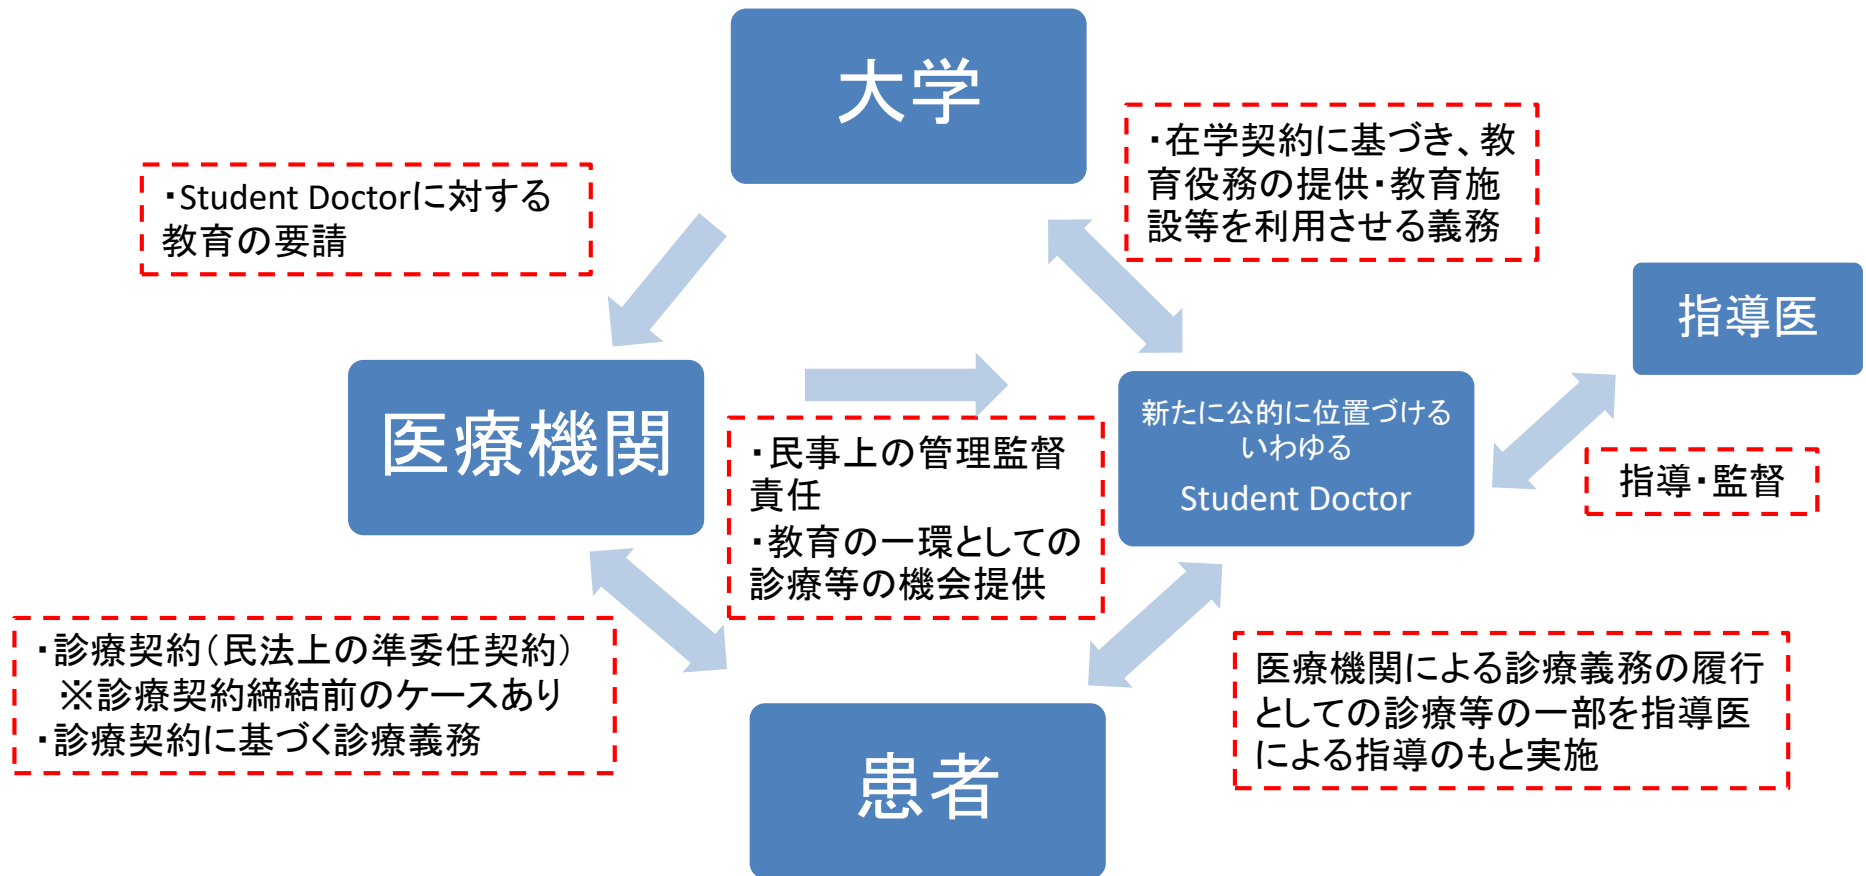 大学
・在学契約に基づき、教
育役務の提供・教育施
設等を利用させる義務
・Student Doctorに対する
教育の要請
指導医
医療機関
新たに公的に位置づける
いわゆる
Student Doctor
・民事上の管理監督
責任
・教育の一環としての
診療等の機会提供
指導・監督
・診療契約（民法上の準委任契約）
※診療契約締結前のケースあり
・診療契約に基づく診療義務
医療機関による診療義務の履行
としての診療等の一部を指導医
による指導のもと実施
患者